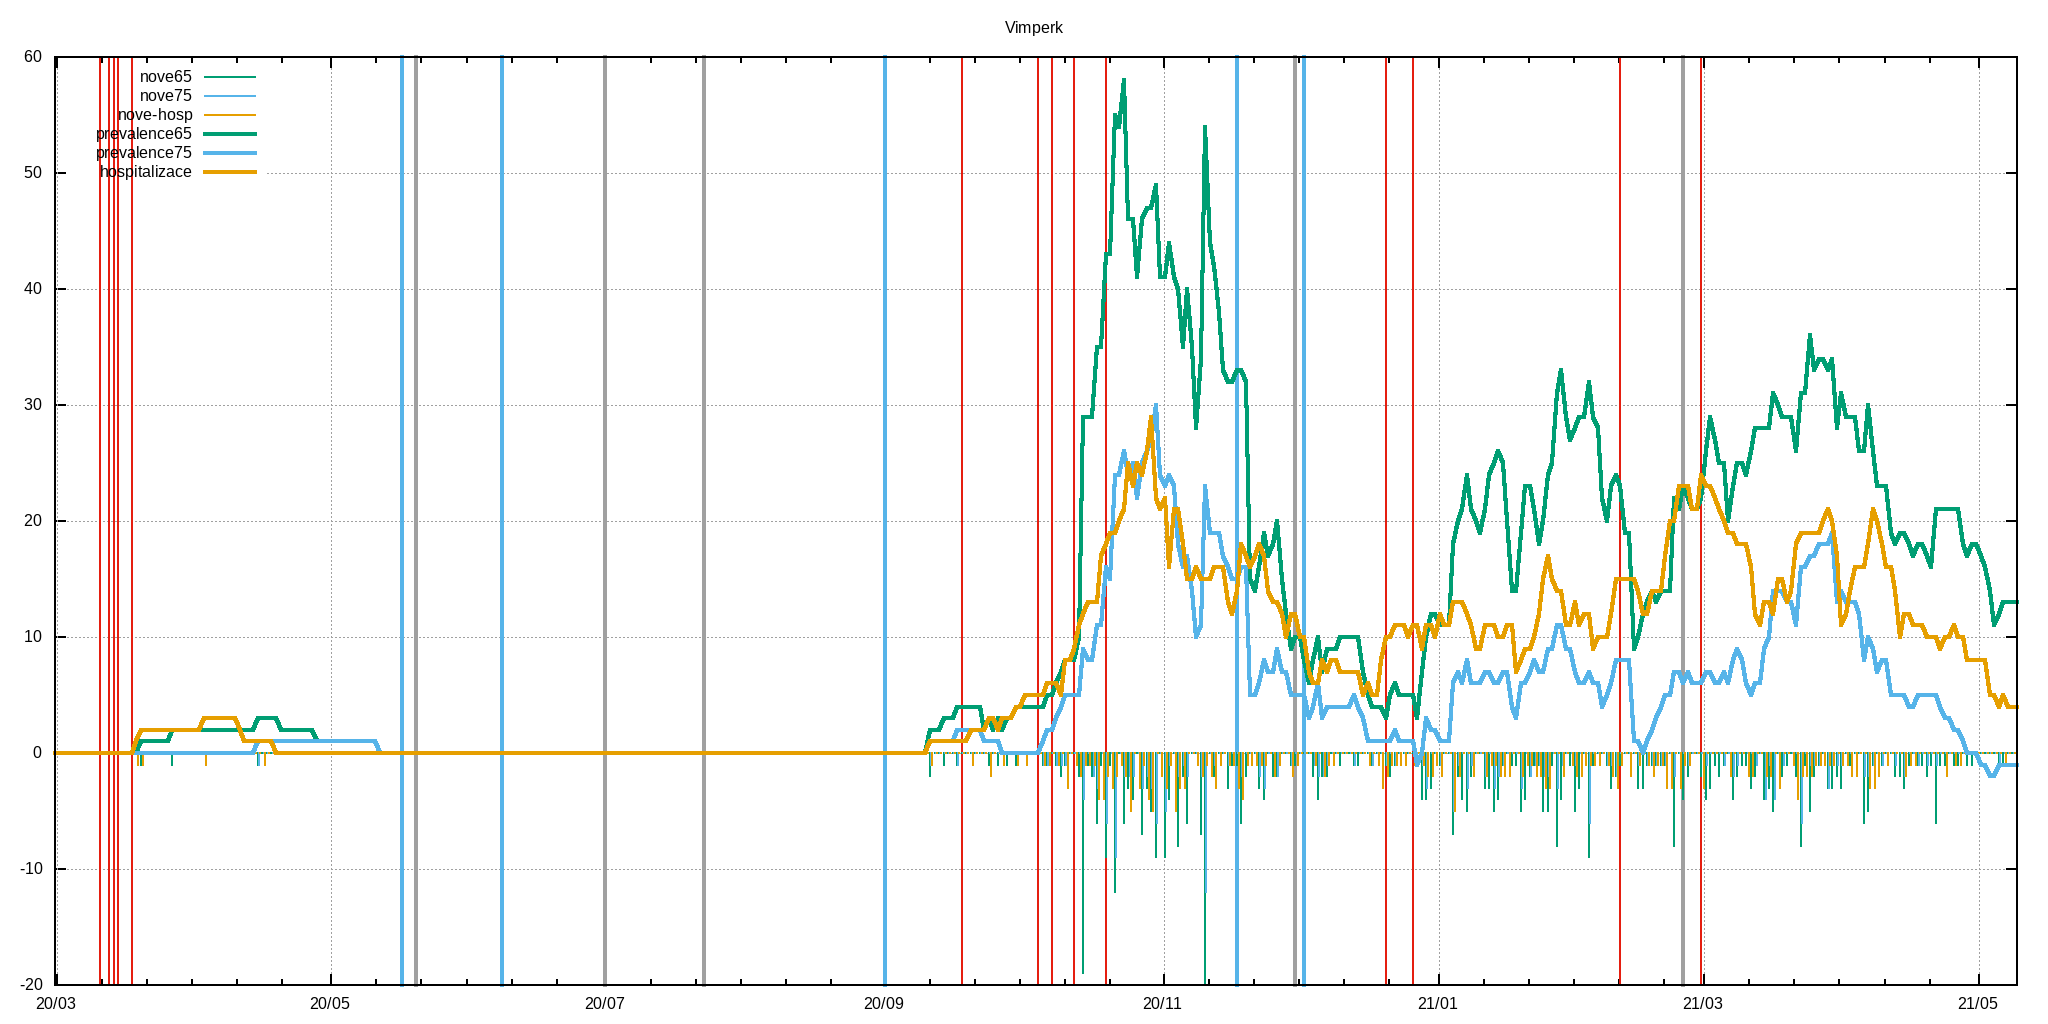 Vimperk
60
50
40
30
20
10
0
-10
-20
nove65
nove75
nove-hosp
prevalence65
prevalence75
hospitalizace
20/03 20/05 20/07 20/09 20/11 21/01 21/03 21/05